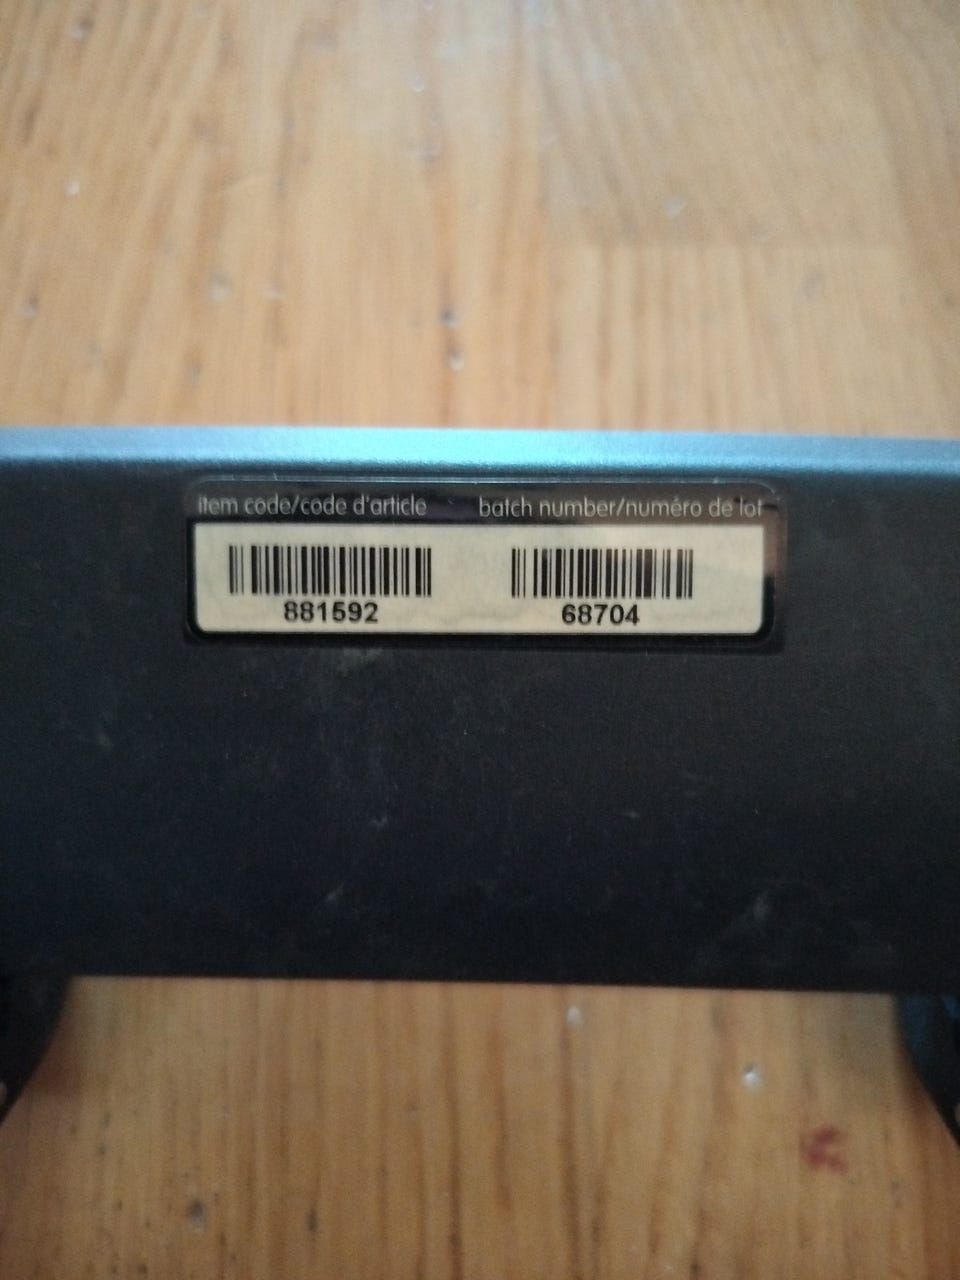 item code/code d'article batch number/numéro de lot
881592 68704